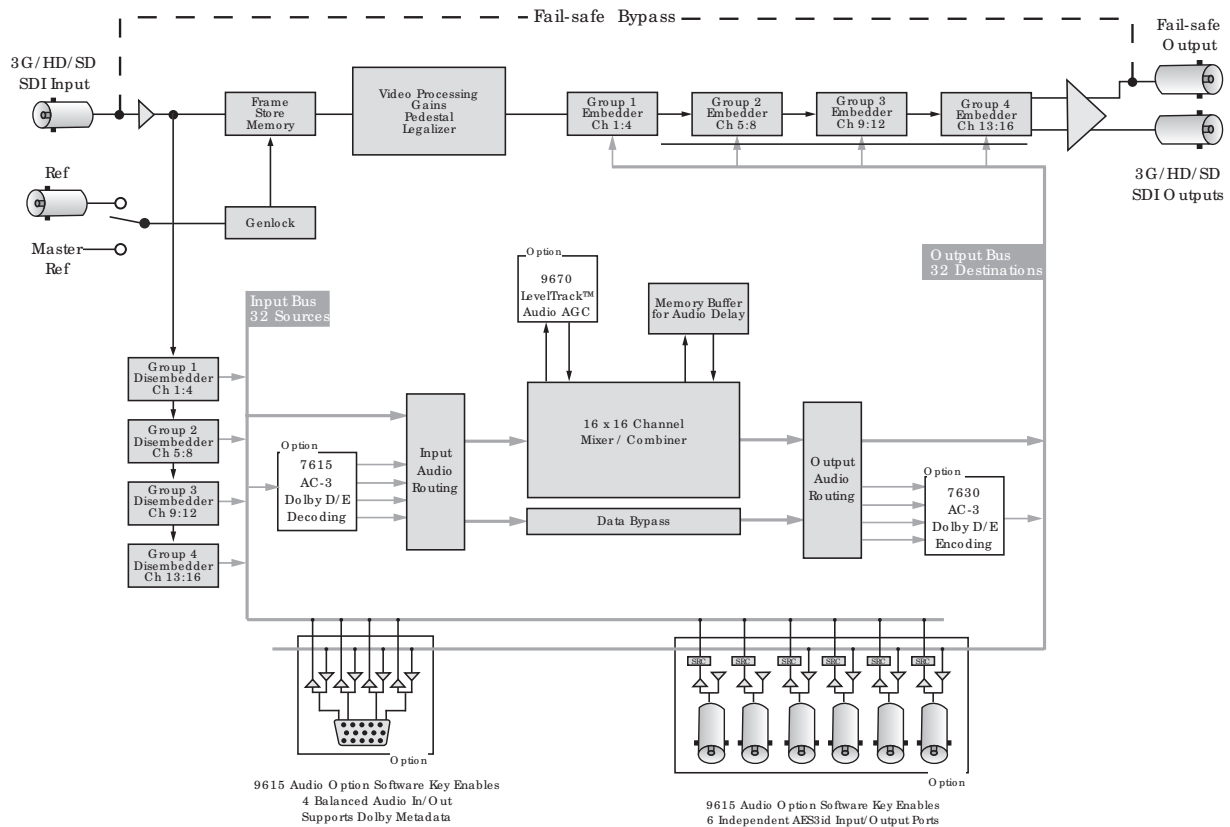 Fail-safe Bypass
Fail-safe
Output
3G/HD/SD
SDI Input
Frame
Store
Memory
Video Processing
Gains
Pedestal
Legalizer
Group 1
Embedder
Ch 1:4
Group 2
Embedder
Ch 5:8
Group 3
Embedder
Ch 9:12
Group 4
Embedder
Ch 13:16
3G/HD/SD
SDI Outputs
Ref
Genlock
Master
Ref
Input Bus
32 Sources
Output Bus
32 Destinations
Option
9670
LevelTrack™
Audio AGC
Memory Buffer
for Audio Delay
Group 1
Disembedder
Ch 1:4
Group 2
Disembedder
Ch 5:8
Group 3
Disembedder
Ch 9:12
Group 4
Disembedder
Ch 13:16
Option
7615
AC-3
Dolby D/E
Decoding
Input
Audio
Routing
16 x 16 Channel
Mixer/ Combiner
Data Bypass
Output
Audio
Routing
Option
7630
AC-3
Dolby D/E
Encoding
Option
9615 Audio Option Software Key Enables
4 Balanced Audio In/Out
Supports Dolby Metadata
SRC
SRC
SRC
SRC
SRC
SRC
Option
9615 Audio Option Software Key Enables
6 Independent AES3id Input/Output Ports